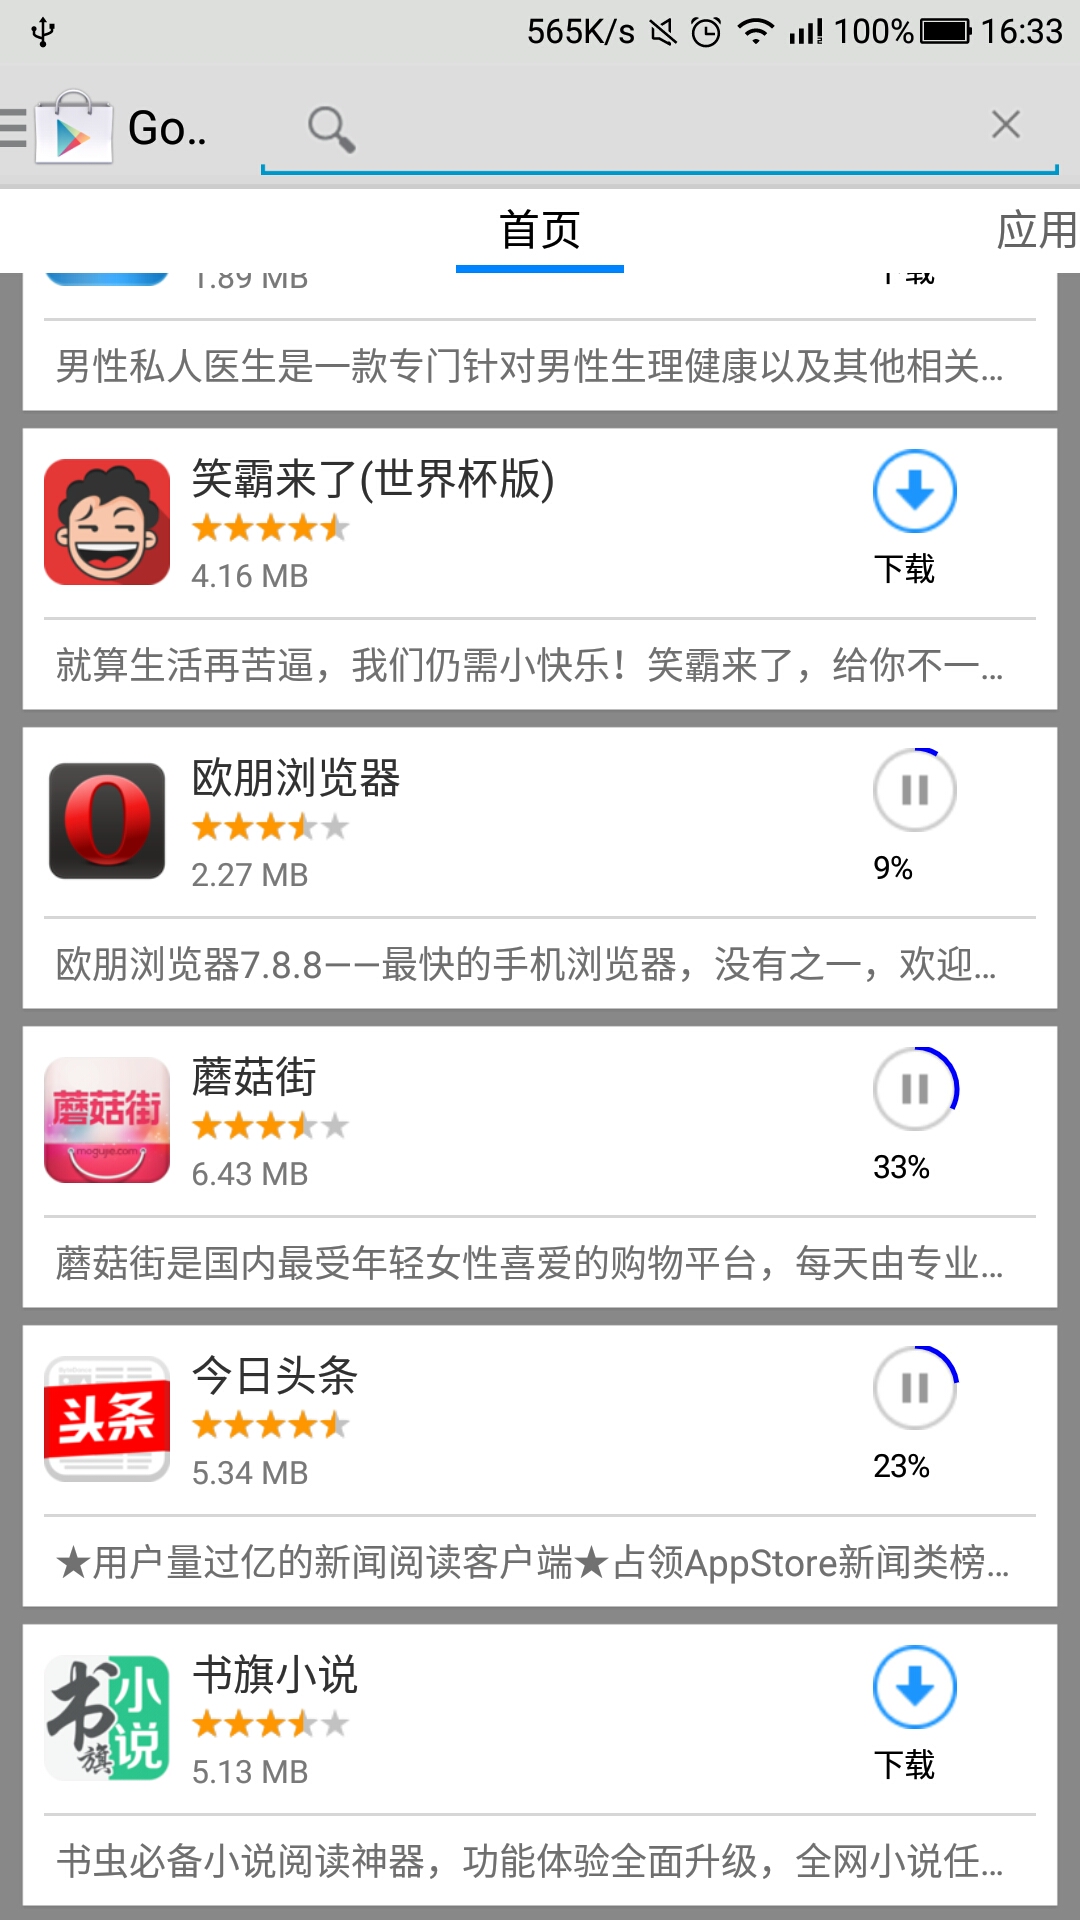 565K/s 100% 16:33
Go..
首页 应用
1.89 MB 下载
男性私人医生是一款专门针对男性生理健康以及其他相关...
笑霸来了(世界杯版)
4.16 MB
下载
就算生活再苦逼，我们仍需小快乐！笑霸来了，给你不一...
欧朋浏览器
2.27 MB
9%
欧朋浏览器7.8.8——最快的手机浏览器，没有之一，欢迎...
蘑菇街
mogujie.com
蘑菇街
6.43 MB
33%
蘑菇街是国内最受年轻女性喜爱的购物平台，每天由专业...
头条
今日头条
5.34 MB
23%
★用户量过亿的新闻阅读客户端★占领AppStore新闻类榜...
书旗小说
书旗小说
5.13 MB
下载
书虫必备小说阅读神器，功能体验全面升级，全网小说任...